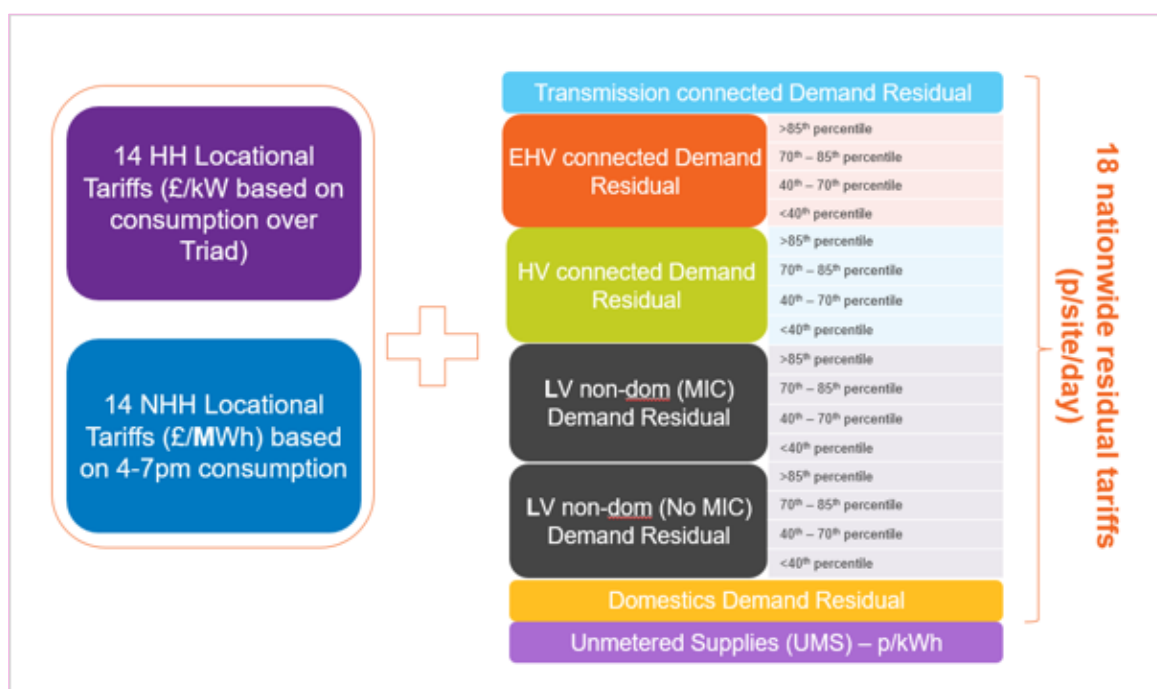 14 HH Locational
Tariffs (£/kW based on
consumption over
Triad)
14 NHH Locational
Tariffs (£/MWh) based
on 4-7pm consumption
Transmission connected Demand Residual
EHV connected Demand
Residual
>85th percentile
70th – 85th percentile
40th – 70th percentile
<40th percentile
HV connected Demand
Residual
>85th percentile
70th – 85th percentile
40th – 70th percentile
<40th percentile
LV non-dom (MIC)
Demand Residual
>85th percentile
70th – 85th percentile
40th – 70th percentile
<40th percentile
LV non-dom (No MIC)
Demand Residual
>85th percentile
70th – 85th percentile
40th – 70th percentile
<40th percentile
Domestics Demand Residual
Unmetered Supplies (UMS) – p/kWh
18 nationwide residual tariffs
(p/site/day)